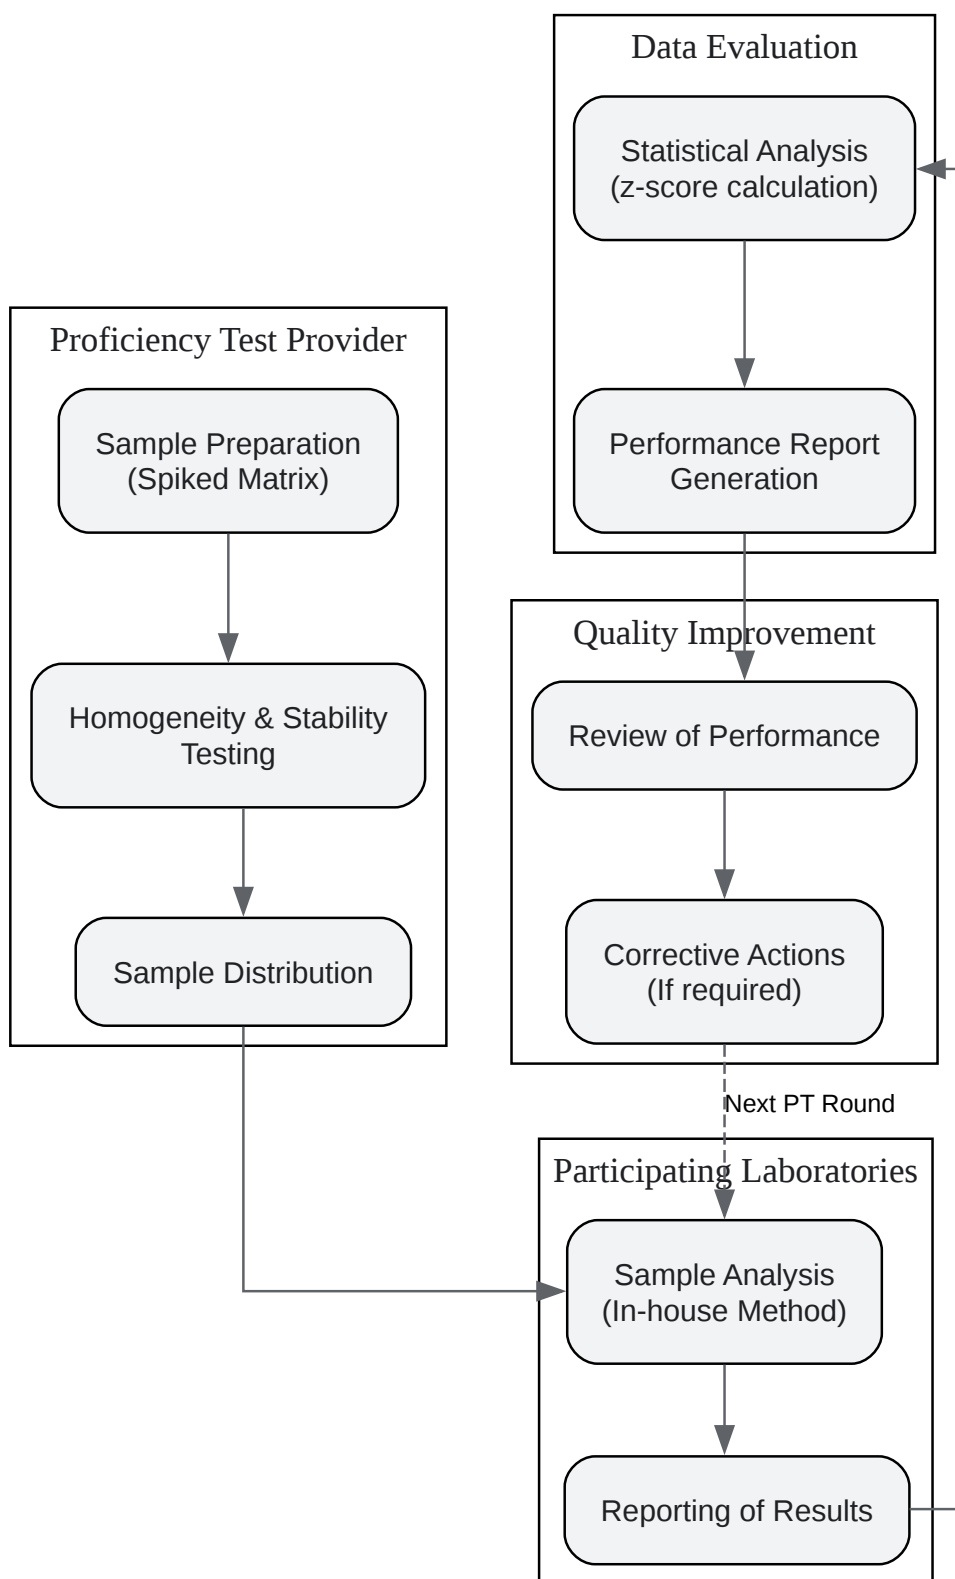 Data Evaluation
Statistical Analysis
(z-score calculation)
Performance Report
Generation
Proficiency Test Provider
Sample Preparation
(Spiked Matrix)
Homogeneity & Stability
Testing
Sample Distribution
Quality Improvement
Review of Performance
Corrective Actions
(If required)
Next PT Round
Participating Laboratories
Sample Analysis
(In-house Method)
Reporting of Results